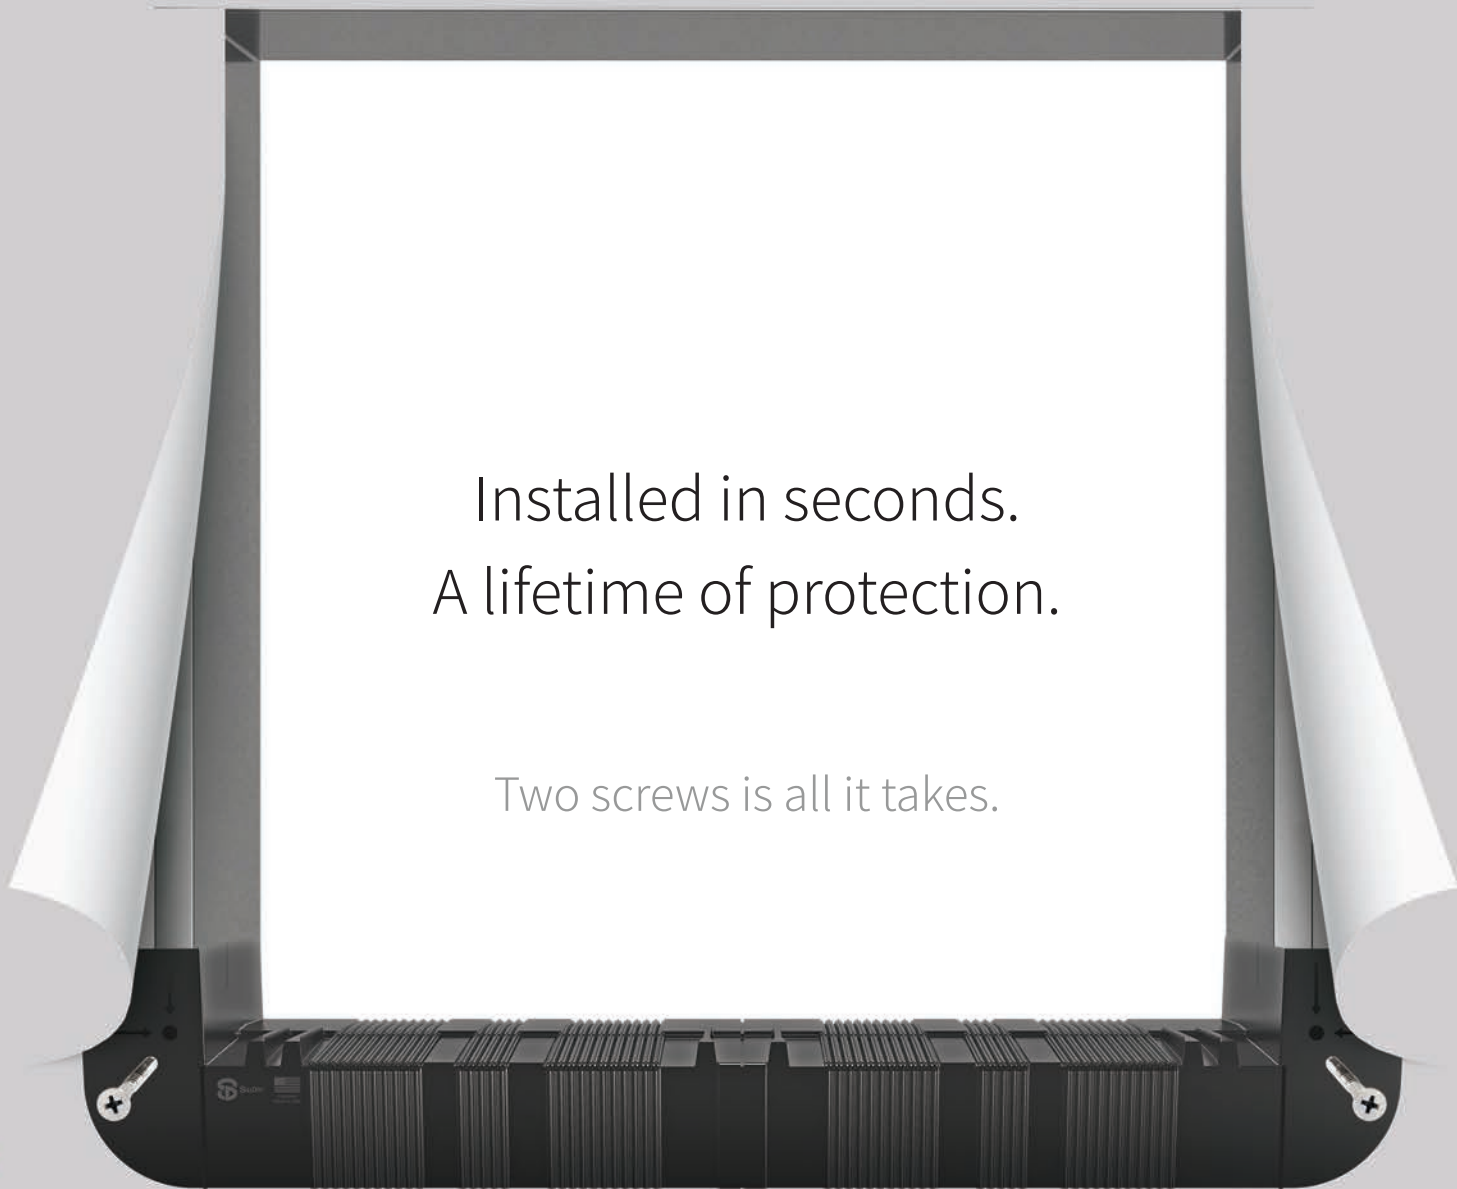 Installed in seconds.
A lifetime of protection.
Two screws is all it takes.